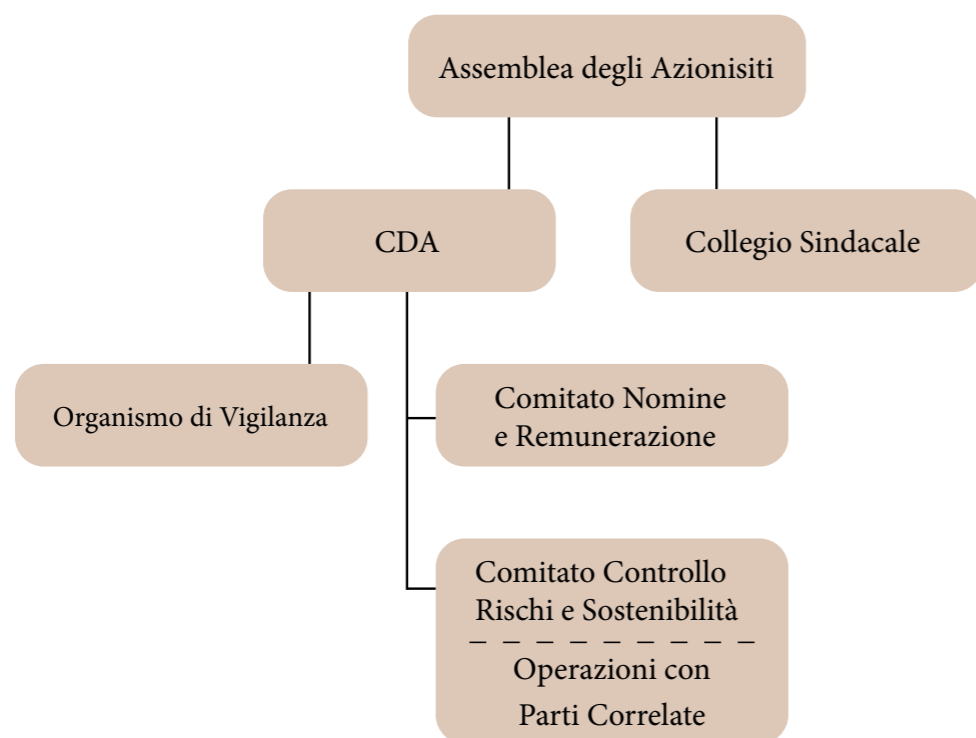 Assemblea degli Azionisiti
CDA
Collegio Sindacale
Organismo di Vigilanza
Comitato Nomine
e Remunerazione
Comitato Controllo
Rischi e Sostenibilità
Operazioni con
Parti Correlate